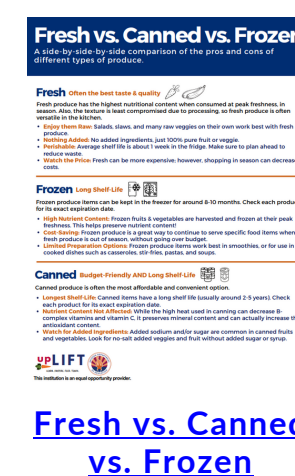 Fresh vs. Canned vs. Frozen
A side-by-side-by-side comparison of the pros and cons of
different types of produce.
Fresh Often the best taste & quality
Fresh produce has the highest nutritional content when consumed at peak freshness, in
season. Also, the texture is least compromised due to processing, so fresh produce is often
versatile in the kitchen.
• Enjoy them Raw: Salads, slaws, and many raw veggies on their own work best with fresh
produce.
• Nothing Added: No added ingredients, just 100% pure fruit or veggie.
• Perishable: Average shelf life is about 1 week in the fridge. Make sure to plan ahead to
reduce waste.
• Watch the Price: Fresh can be more expensive; however, shopping in season can decrease
costs.
Frozen Long Shelf-Life
Frozen produce items can be kept in the freezer for around 8-10 months. Check each produ
for its exact expiration date.
• High Nutrient Content: Frozen fruits & vegetables are harvested and frozen at their peak
freshness. This helps preserve nutrient content!
• Cost-Saving: Frozen produce is a great way to continue to serve specific food items when
fresh produce is out of season, without going over budget.
• Limited Preparation Options: Frozen produce items work best in smoothies, or for use in
cooked dishes such as casseroles, stir-fries, pastas, and soups.
Canned Budget-Friendly AND Long Shelf-Life
Canned produce is often the most affordable and convenient option.
• Longest Shelf-Life: Canned items have a long shelf life (usually around 2-5 years). Check
each product for its exact expiration date.
• Nutrient Content Not Affected: While the high heat used in canning can decrease B-
complex vitamins and vitamin C, it preserves mineral content and can actually increase th
antioxidant content.
• Watch for Added Ingredients: Added sodium and/or sugar are common in canned fruits
and vegetables. Look for no-salt added veggies and fruit without added sugar or syrup.
UPLIFT
This institution is an equal opportunity provider.
Fresh vs. Canned
vs. Frozen